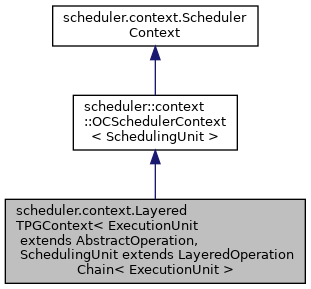 scheduler.context.Scheduler
Context
scheduler::context
::OCSchedulerContext
< SchedulingUnit >
scheduler.context.Layered
TPGContext< ExecutionUnit
extends AbstractOperation,
SchedulingUnit extends LayeredOperation
Chain< ExecutionUnit >